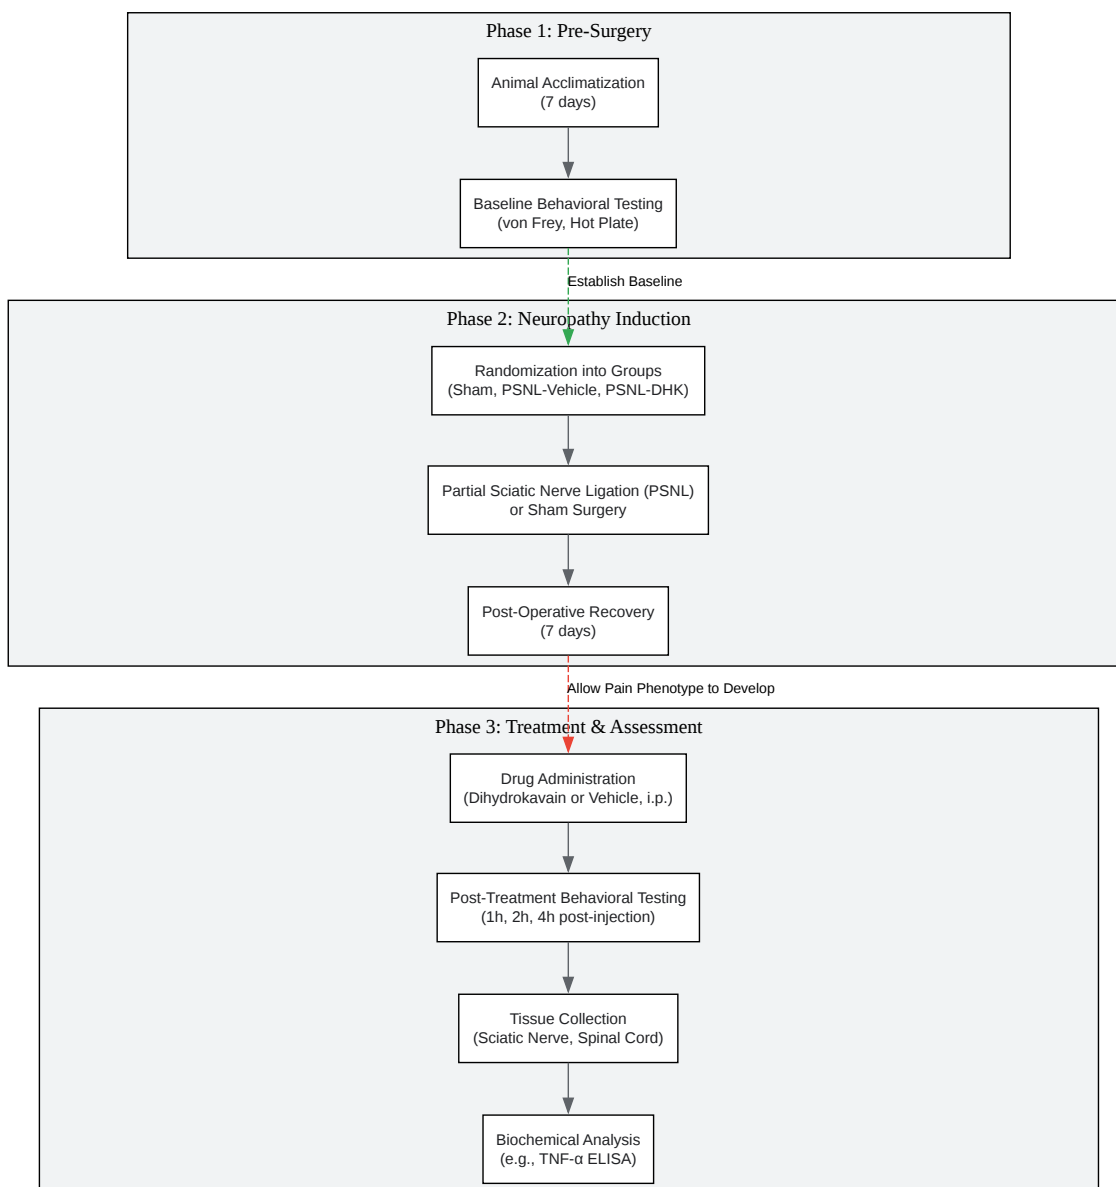 Phase 1: Pre-Surgery
Animal Acclimatization
(7 days)
Baseline Behavioral Testing
(von Frey, Hot Plate)
Establish Baseline
Phase 2: Neuropathy Induction
Randomization into Groups
(Sham, PSNL-Vehicle, PSNL-DHK)
Partial Sciatic Nerve Ligation (PSNL)
or Sham Surgery
Post-Operative Recovery
(7 days)
Allow Pain Phenotype to Develop
Phase 3: Treatment & Assessment
Drug Administration
(Dihydrokavain or Vehicle, i.p.)
Post-Treatment Behavioral Testing
(1h, 2h, 4h post-injection)
Tissue Collection
(Sciatic Nerve, Spinal Cord)
Biochemical Analysis
(e.g., TNF-α ELISA)